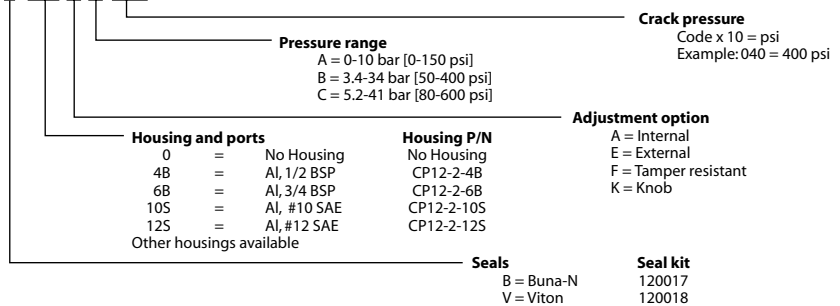 Crack pressure
Code x 10 = psi
Example: 040 = 400 psi
Pressure range
A = 0-10 bar [0-150 psi]
B = 3.4-34 bar [50-400 psi]
C = 5.2-41 bar [80-600 psi]
Adjustment option
A = Internal
E = External
F = Tamper resistant
K = Knob
Housing and ports Housing P/N
0 = No Housing No Housing
4B = Al, 1/2 BSP CP12-2-4B
6B = Al, 3/4 BSP CP12-2-6B
10S = Al, #10 SAE CP12-2-10S
12S = Al, #12 SAE CP12-2-12S
Other housings available
Seals Seal kit
B = Buna-N 120017
V = Viton 120018